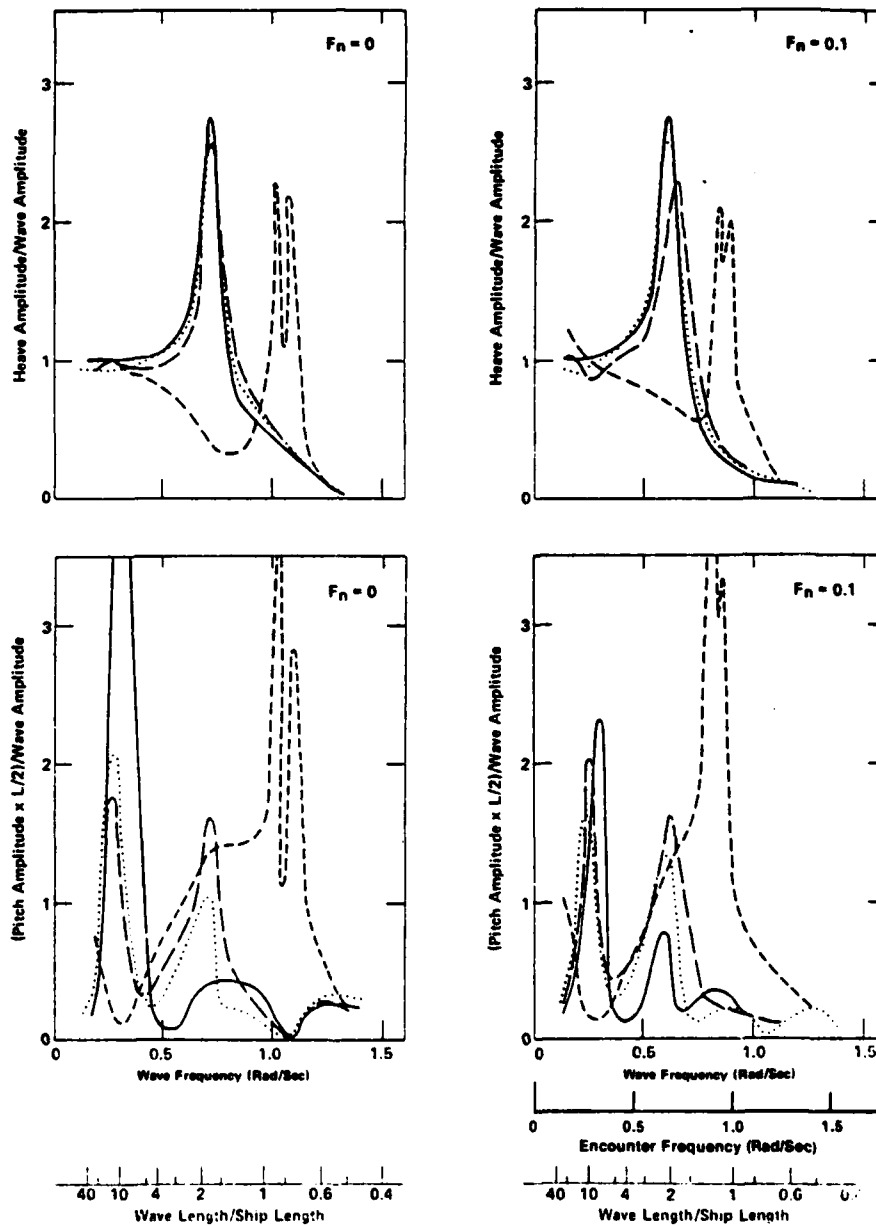 Fn = 0
3
2
1
0
Heave Amplitude/Wave Amplitude
Fn = 0.1
3
2
1
0
Heave Amplitude/Wave Amplitude
Fn = 0
3
2
1
0
(Pitch Amplitude x L/2)/Wave Amplitude
0 0.5 1.0 1.5
Wave Frequency (Rad/Sec)
40 10 4 2 1 0.6 0.4
Wave Length/Ship Length
Fn = 0.1
3
2
1
0
(Pitch Amplitude x L/2)/Wave Amplitude
0 0.5 1.0 1.5
Wave Frequency (Rad/Sec)
0 0.5 1.0 1.5
Encounter Frequency (Rad/Sec)
40 10 4 2 1 0.6
Wave Length/Ship Length